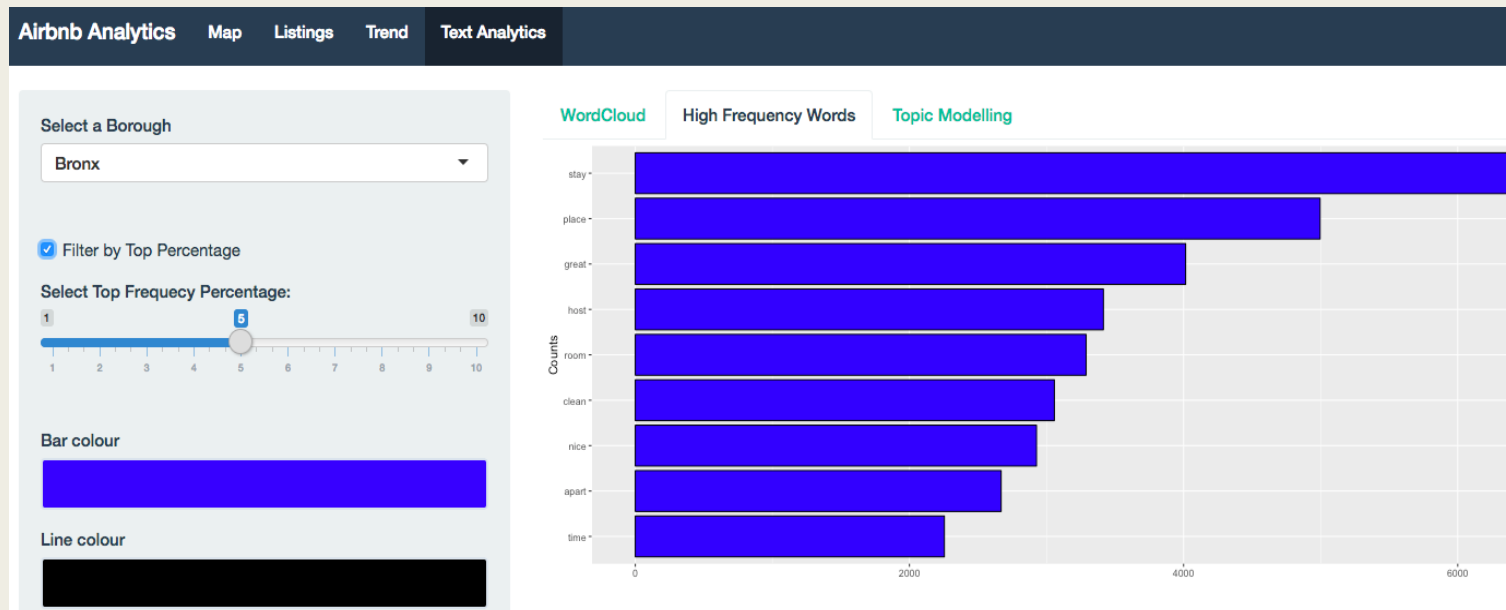 Airbnb Analytics Map Listings Trend Text Analytics
Select a Borough
Bronx
Filter by Top Percentage
Select Top Frequecy Percentage:
1 5 10
1 2 3 4 5 6 7 8 9 10
Bar colour
Line colour
WordCloud High Frequency Words Topic Modelling
Counts
stay
place
great
host
room
clean
nice
apart
time
0 2000 4000 6000